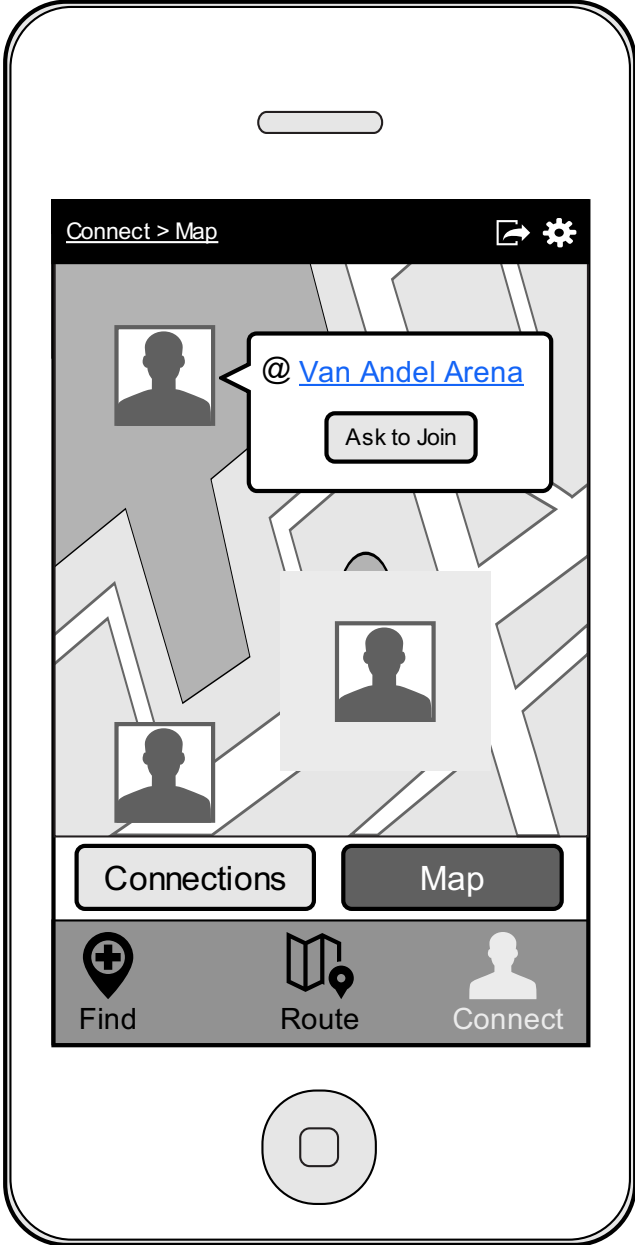 Connect > Map
@ Van Andel Arena
Ask to Join
Connections
Map
Find
Route
Connect